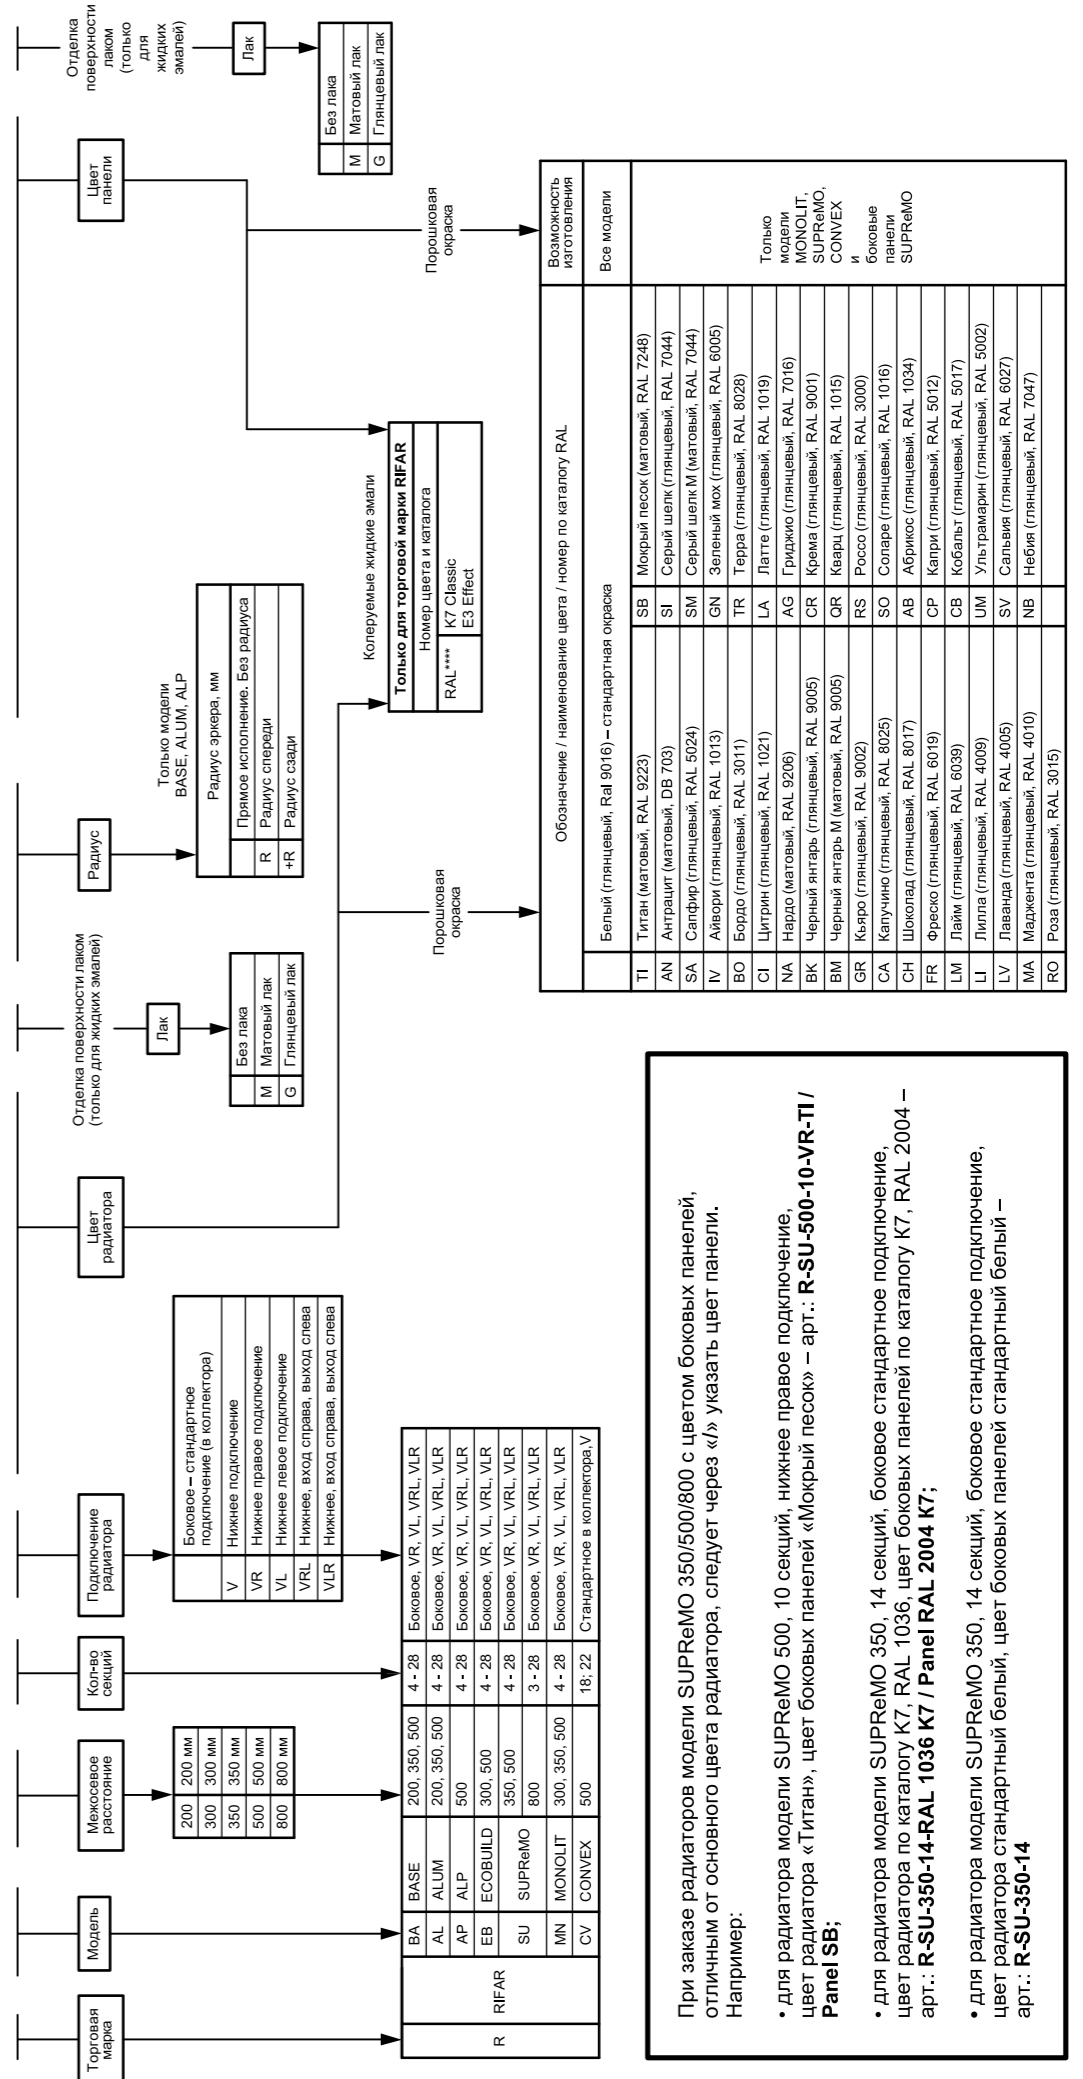 Торговая
марка
Модель
Межосевое
расстояние
Кол-во
секций
Подключение
радиатора
Цвет
радиатора
Отделка поверхности лаком
(только для жидких эмалей)
Лак
Радиус
Цвет
панели
Отделка
поверхности
лаком
(только
для
жидких
эмалей)
Лак
200 200 мм
300 300 мм
350 350 мм
500 500 мм
800 800 мм
Боковое – стандартное
подключение (в коллектора)
V Нижнее подключение
VR Нижнее правое подключение
VL Нижнее левое подключение
VRL Нижнее, вход справа, выход слева
VLR Нижнее, вход справа, выход слева
Без лака
M Матовый лак
G Глянцевый лак
Только модели
BASE, ALUM, ALP
Радиус эркера, мм
Прямое исполнение. Без радиуса
R Радиус спереди
+R Радиус сзади
Без лака
M Матовый лак
G Глянцевый лак
R RIFAR
BA BASE 200, 350, 500 4 - 28 Боковое, VR, VL, VRL, VLR
AL ALUM 200, 350, 500 4 - 28 Боковое, VR, VL, VRL, VLR
AP ALP 500 4 - 28 Боковое, VR, VL, VRL, VLR
EB ECOBUILD 300, 500 4 - 28 Боковое, VR, VL, VRL, VLR
SU SUPReMO 350, 500 4 - 28 Боковое, VR, VL, VRL, VLR
800 3 - 28 Боковое, VR, VL, VRL, VLR
MN MONOLIT 300, 350, 500 4 - 28 Боковое, VR, VL, VRL, VLR
CV CONVEX 500 18; 22 Стандартное в коллектора,V
Колеруемые жидкие эмали
Только для торговой марки RIFAR
Номер цвета и каталога
RAL**** K7 Classic
E3 Effect
Порошковая
окраска
Порошковая
окраска
Обозначение / наименование цвета / номер по каталогу RAL
Возможность
изготовления
Белый (глянцевый, Ral 9016) – стандартная окраска
Все модели
TI Титан (матовый, RAL 9223) SB Мокрый песок (матовый, RAL 7248)
AN Антрацит (матовый, DB 703) SI Серый шелк (глянцевый, RAL 7044)
SA Сапфир (глянцевый, RAL 5024) SM Серый шелк М (матовый, RAL 7044)
IV Айвори (глянцевый, RAL 1013) GN Зеленый мох (глянцевый, RAL 6005)
BO Бордо (глянцевый, RAL 3011) TR Терра (глянцевый, RAL 8028)
CI Цитрин (глянцевый, RAL 1021) LA Латте (глянцевый, RAL 1019)
NA Нардо (матовый, RAL 9206) AG Гриджио (глянцевый, RAL 7016)
BK Черный янтарь (глянцевый, RAL 9005) CR Крема (глянцевый, RAL 9001)
BM Черный янтарь М (матовый, RAL 9005) QR Кварц (глянцевый, RAL 1015)
GR Кьяро (глянцевый, RAL 9002) RS Россо (глянцевый, RAL 3000)
CA Капучино (глянцевый, RAL 8025) SO Соларе (глянцевый, RAL 1016)
CH Шоколад (глянцевый, RAL 8017) AB Абрикос (глянцевый, RAL 1034)
FR Фреско (глянцевый, RAL 6019) CP Капри (глянцевый, RAL 5012)
LM Лайм (глянцевый, RAL 6039) CB Кобальт (глянцевый, RAL 5017)
LI Лилла (глянцевый, RAL 4009) UM Ультрамарин (глянцевый, RAL 5002)
LV Лаванда (глянцевый, RAL 4005) SV Сальвия (глянцевый, RAL 6027)
MA Маджента (глянцевый, RAL 4010) NB Небия (глянцевый, RAL 7047)
RO Роза (глянцевый, RAL 3015)
Только
модели
MONOLIT,
SUPReMO,
CONVEX
и
боковые
панели
SUPReMO
При заказе радиаторов модели SUPReMO 350/500/800 с цветом боковых панелей,
отличным от основного цвета радиатора, следует через «/» указать цвет панели.
Например:
• для радиатора модели SUPReMO 500, 10 секций, нижнее правое подключение,
цвет радиатора «Титан», цвет боковых панелей «Мокрый песок» – арт.: R-SU-500-10-VR-TI /
Panel SB;
• для радиатора модели SUPReMO 350, 14 секций, боковое стандартное подключение,
цвет радиатора по каталогу K7, RAL 1036, цвет боковых панелей по каталогу K7, RAL 2004 –
арт.: R-SU-350-14-RAL 1036 K7 / Panel RAL 2004 K7;
• для радиатора модели SUPReMO 350, 14 секций, боковое стандартное подключение,
цвет радиатора стандартный белый, цвет боковых панелей стандартный белый –
арт.: R-SU-350-14